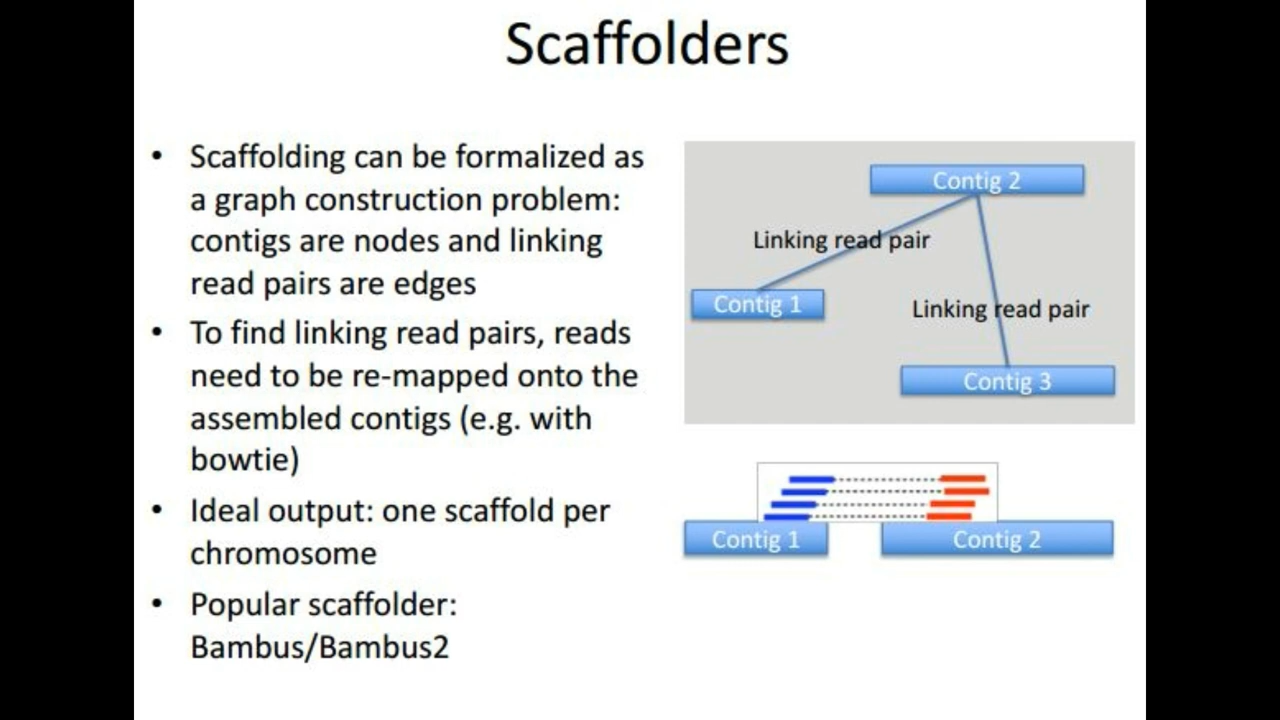 Scaffolders
• Scaffolding can be formalized as
a graph construction problem:
contigs are nodes and linking
read pairs are edges
• To find linking read pairs, reads
need to be re-mapped onto the
assembled contigs (e.g. with
bowtie)
• Ideal output: one scaffold per
chromosome
• Popular scaffolder:
Bambus/Bambus2
Contig 2
Linking read pair
Contig 1
Linking read pair
Contig 3
Contig 1
Contig 2